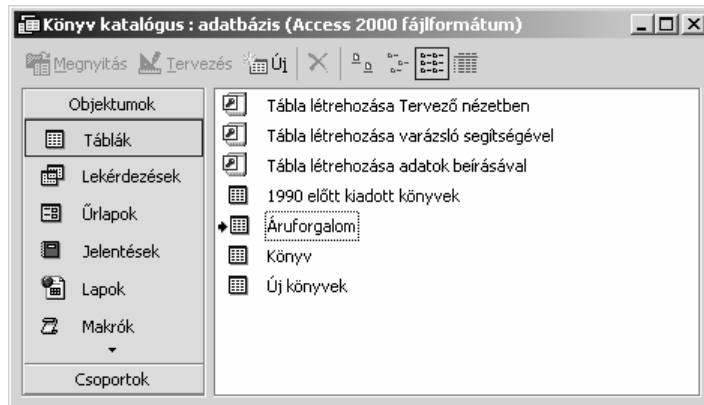 Könyv katalógus : adatbázis (Access 2000 fájlformátum)
Megnyitás Tervezés Új
Objektumok
Táblák
Lekérdezések
Űrlapok
Jelentések
Lapok
Makrók
Csoportok
Tábla létrehozása Tervező nézetben
Tábla létrehozása varázsló segítségével
Tábla létrehozása adatok beírásával
1990 előtt kiadott könyvek
Áruforgalom
Könyv
Új könyvek